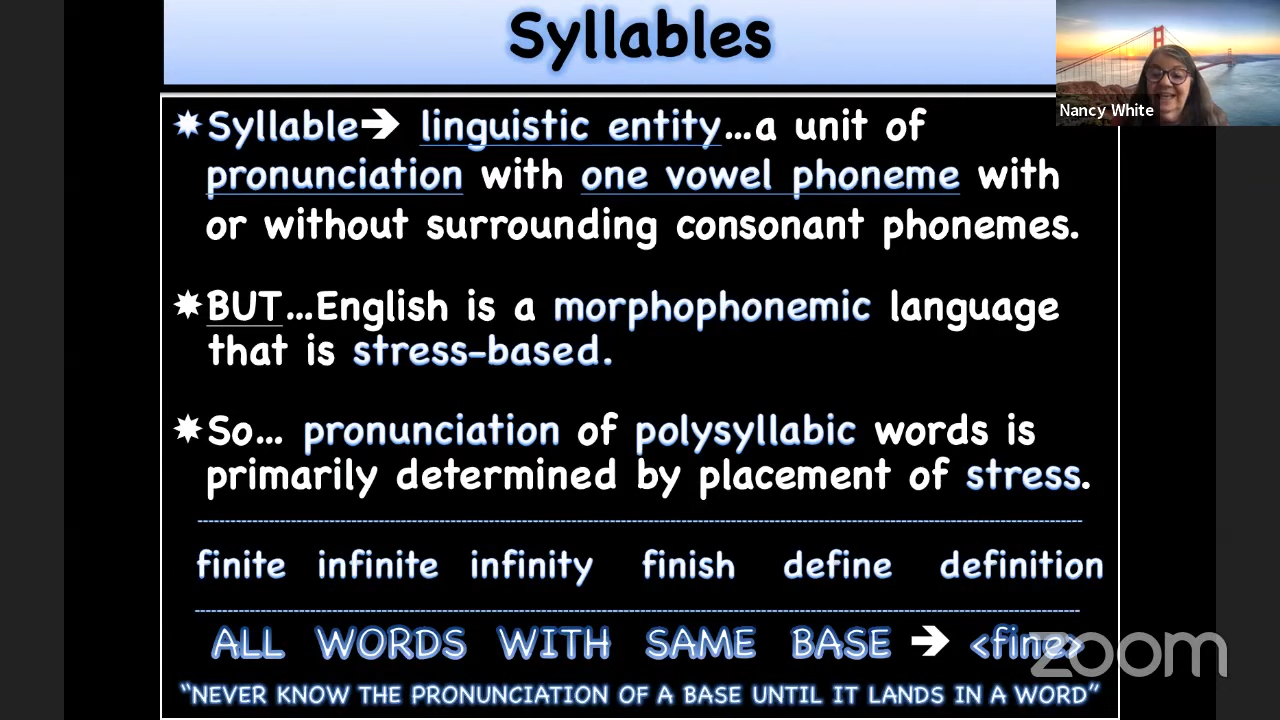 Syllables
Nancy White
✷Syllable➔ linguistic entity…a unit of
pronunciation with one vowel phoneme with
or without surrounding consonant phonemes.
✷BUT…English is a morphophonemic language
that is stress-based.
✷So… pronunciation of polysyllabic words is
primarily determined by placement of stress.
finite infinite infinity finish define definition
ALL WORDS WITH SAME BASE ➔ <fine>
zoom
“NEVER KNOW THE PRONUNCIATION OF A BASE UNTIL IT LANDS IN A WORD”